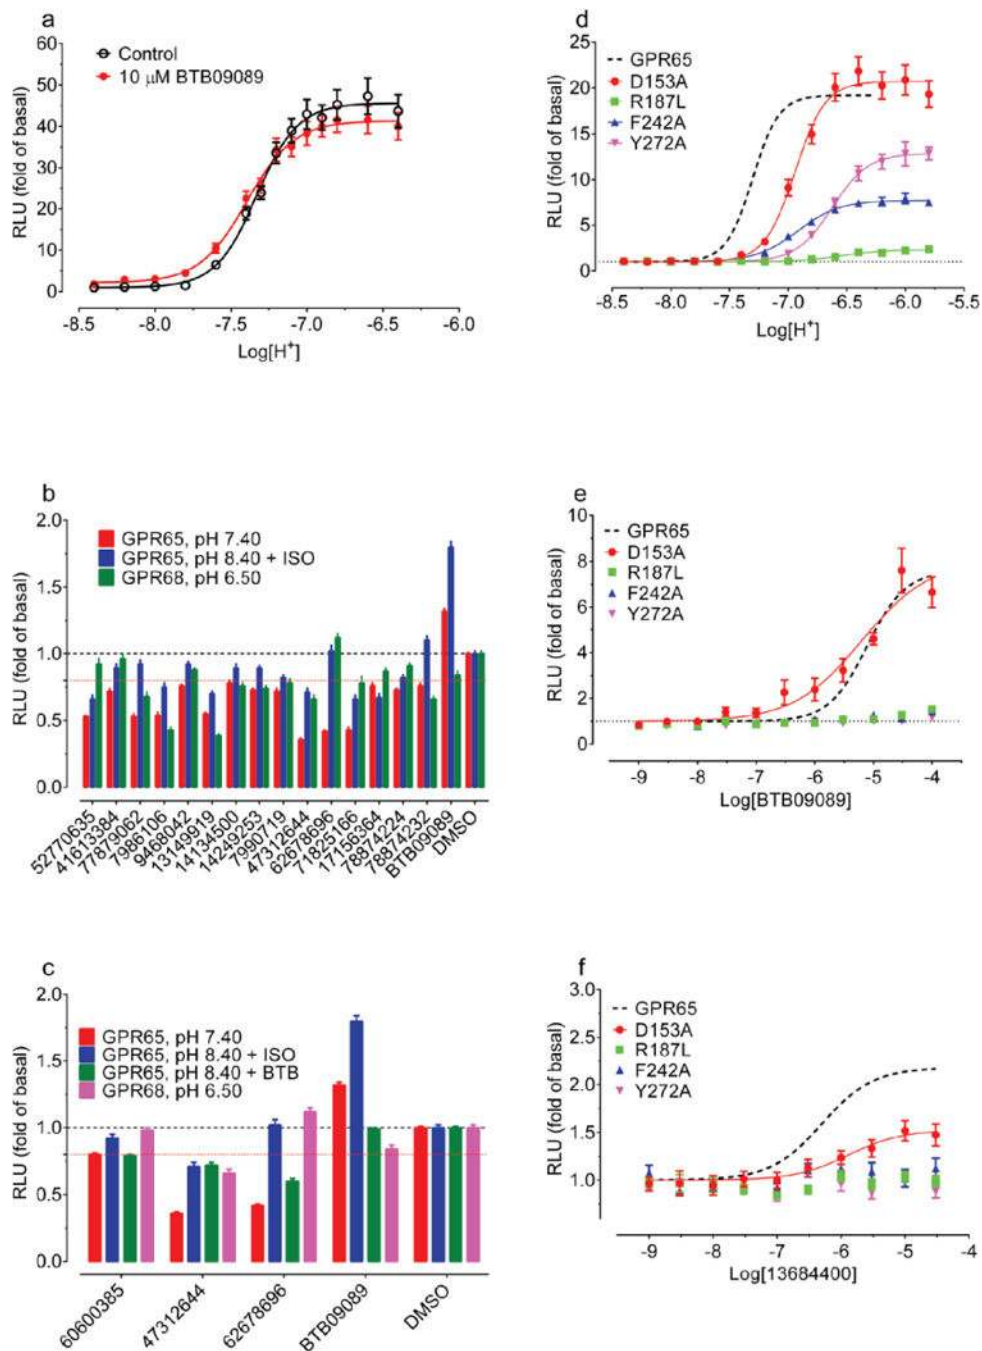 a
60
50
40
30
20
10
0
RLU (fold of basal)
Control
10 µM BTB09089
-8.5
-8.0
-7.5
-7.0
-6.5
-6.0
Log[H+]
d
25
20
15
10
5
0
RLU (fold of basal)
GPR65
D153A
R187L
F242A
Y272A
-8.5
-8.0
-7.5
-7.0
-6.5
-6.0
-5.5
Log[H+]
b
2.0
1.5
1.0
0.5
0.0
RLU (fold of basal)
GPR65, pH 7.40
GPR65, pH 8.40 + ISO
GPR68, pH 6.50
52770635
41613384
77879062
7986106
9468042
13149919
14134500
14249253
7990719
47312644
62678696
71825166
17156364
78874224
78874232
BTB09089
DMSO
e
10
8
6
4
2
0
RLU (fold of basal)
GPR65
D153A
R187L
F242A
Y272A
-9
-8
-7
-6
-5
-4
Log[BTB09089]
c
2.0
1.5
1.0
0.5
0.0
RLU (fold of basal)
GPR65, pH 7.40
GPR65, pH 8.40 + ISO
GPR65, pH 8.40 + BTB
GPR68, pH 6.50
60600385
47312644
62678696
BTB09089
DMSO
f
3.0
2.5
2.0
1.5
1.0
RLU (fold of basal)
GPR65
D153A
R187L
F242A
Y272A
-9
-8
-7
-6
-5
-4
Log[13684400]